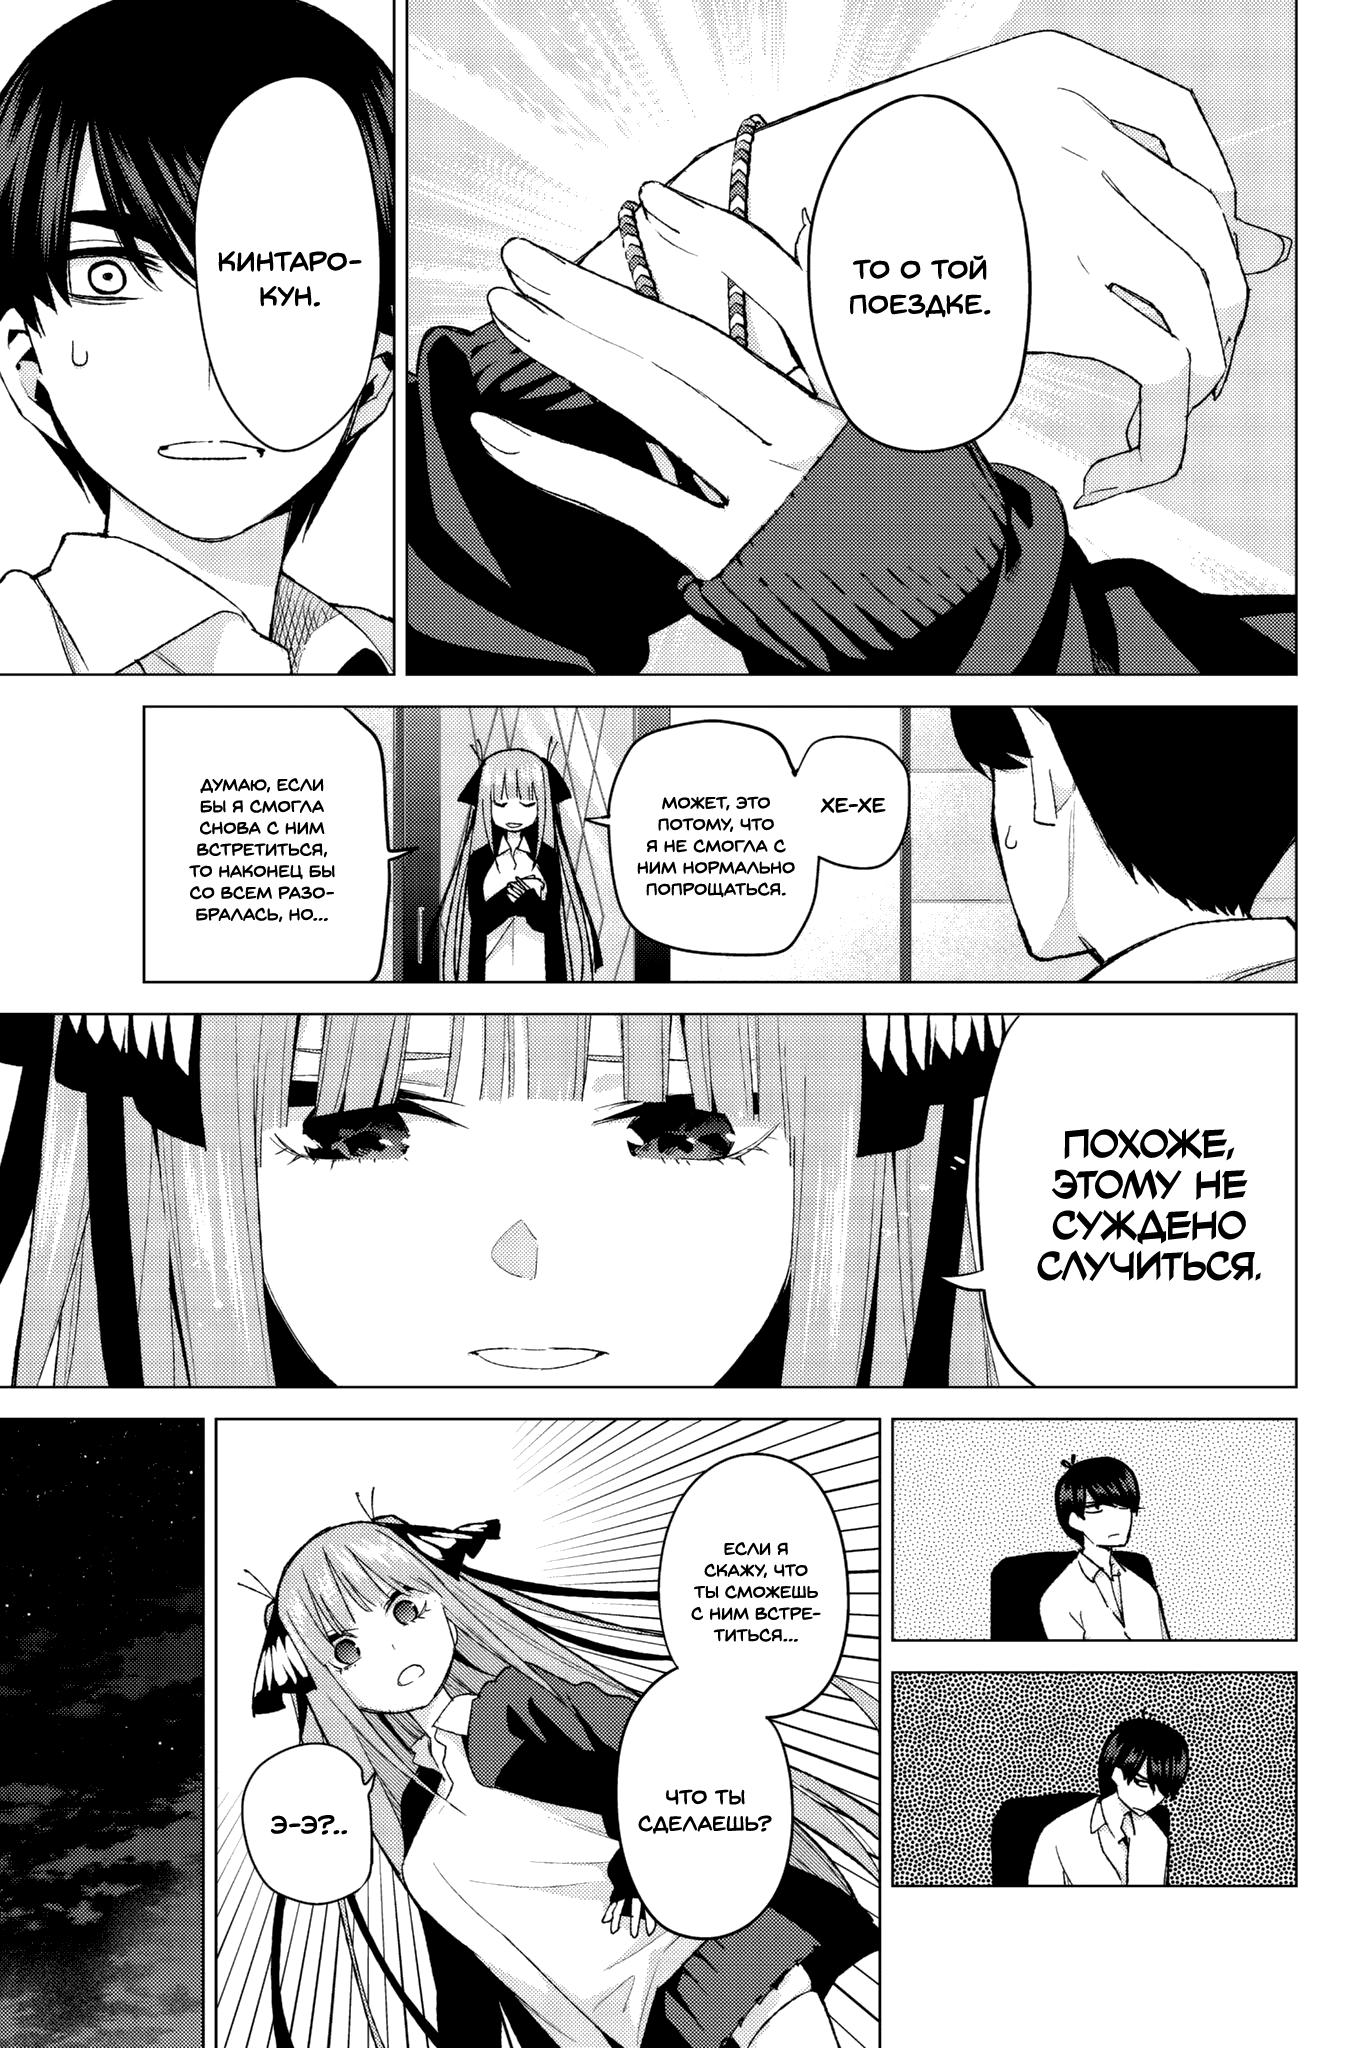 ТО О ТОЙ
ПОЕЗДКЕ.
КИНТАРО-
КУН.
ХЕ-ХЕ
МОЖЕТ, ЭТО
ПОТОМУ, ЧТО
Я НЕ СМОГЛА С
НИМ НОРМАЛЬНО
ПОПРОЩАТЬСЯ.
ДУМАЮ, ЕСЛИ
БЫ Я СМОГЛА
СНОВА С НИМ
ВСТРЕТИТЬСЯ,
ТО НАКОНЕЦ БЫ
СО ВСЕМ РАЗО-
БРАЛАСЬ, НО...
ПОХОЖЕ,
ЭТОМУ НЕ
СУЖДЕНО
СЛУЧИТЬСЯ.
ЕСЛИ Я
СКАЖУ, ЧТО
ТЫ СМОЖЕШЬ
С НИМ ВСТРЕ-
ТИТЬСЯ...
ЧТО ТЫ
СДЕЛАЕШЬ?
Э-Э?..